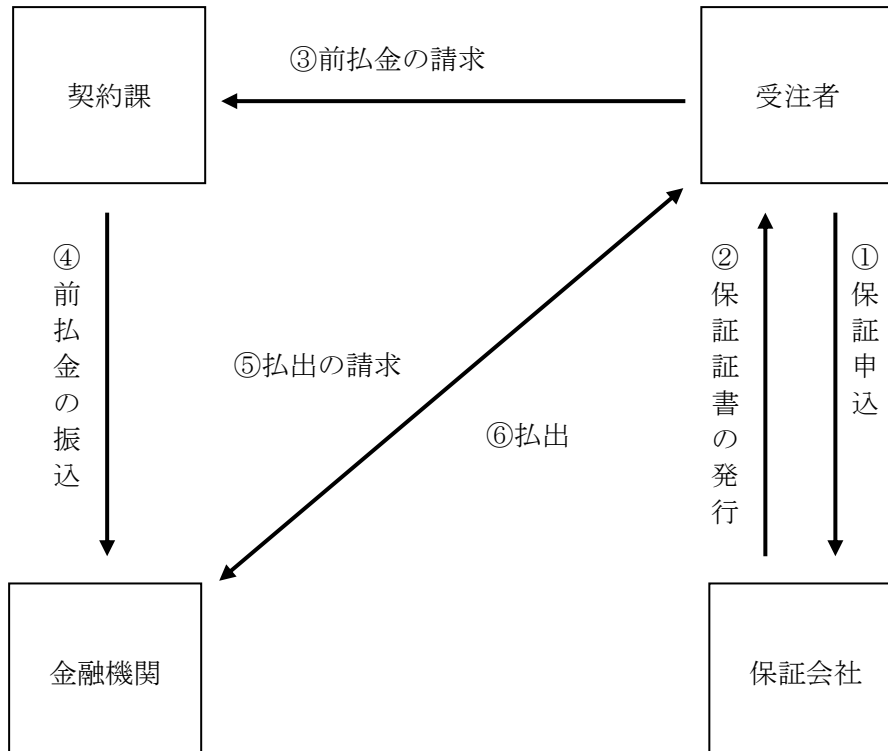 ③前払金の請求
契約課
受注者
④前払金の振込
②保証証書の発行
①保証申込
⑤払出の請求
⑥払出
金融機関
保証会社